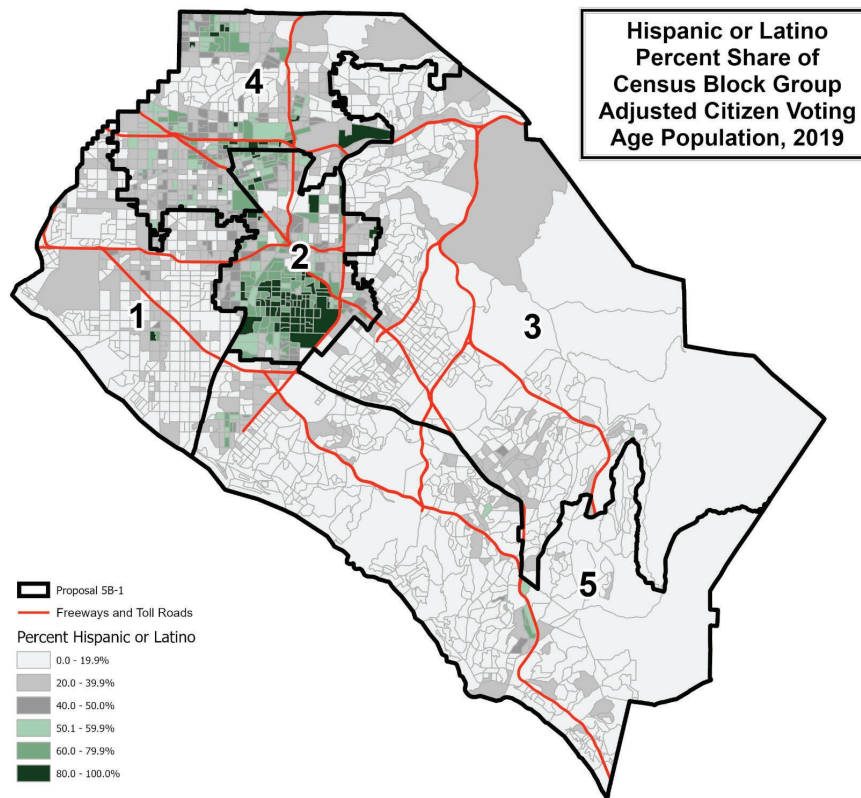 Hispanic or Latino
Percent Share of
Census Block Group
Adjusted Citizen Voting
Age Population, 2019
4
2
1
3
5
Proposal 5B-1
Freeways and Toll Roads
Percent Hispanic or Latino
0.0 - 19.9%
20.0 - 39.9%
40.0 - 50.0%
50.1 - 59.9%
60.0 - 79.9%
80.0 - 100.0%